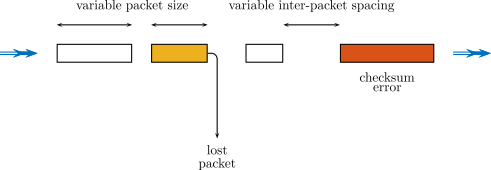 variable packet size
variable inter-packet spacing
checksum
error
lost
packet